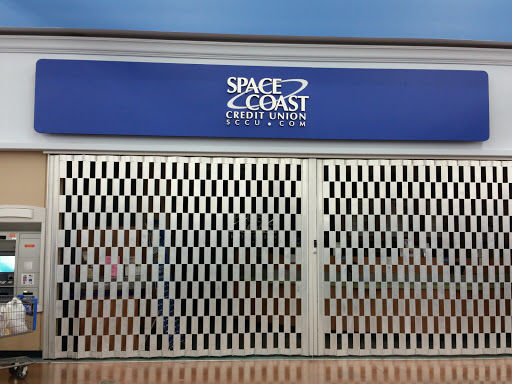 SPACE
COAST
CREDIT UNION
SCCU • COM